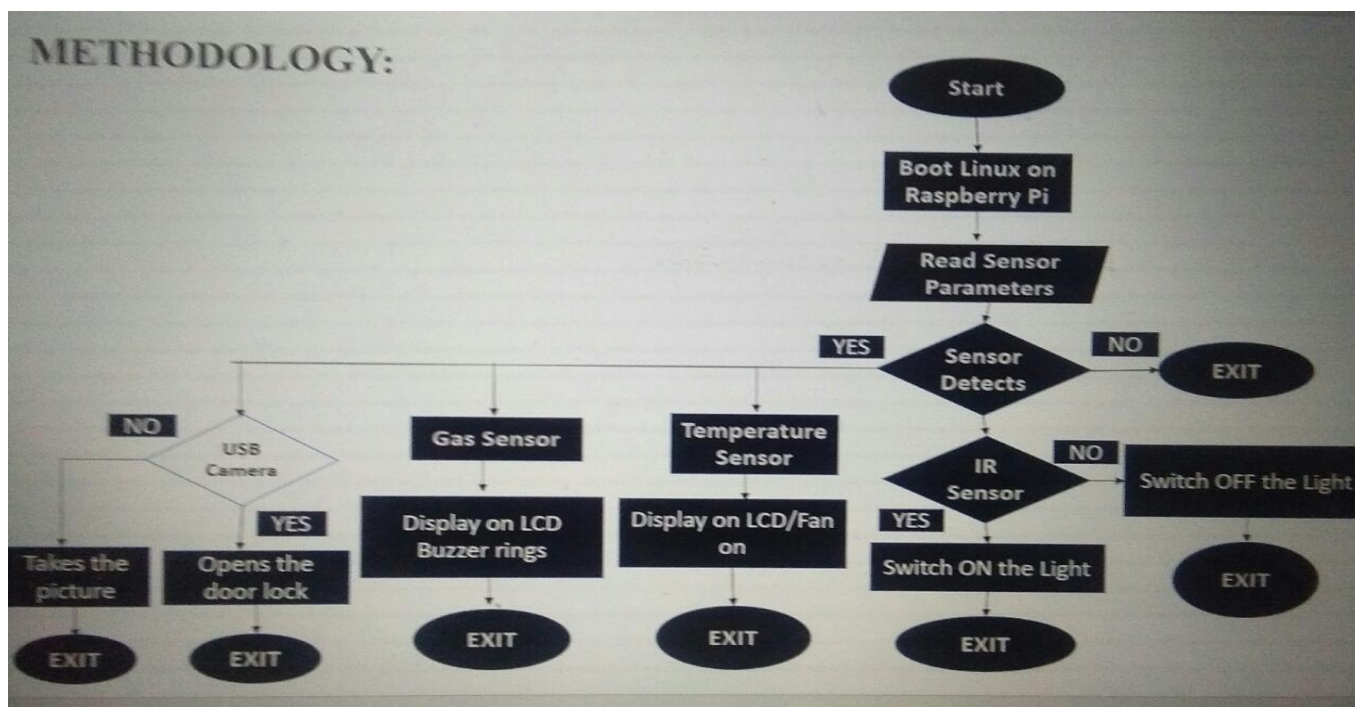 METHODOLOGY:
Start
Boot Linux on
Raspberry Pi
Read Sensor
Parameters
Sensor
Detects
YES
NO
EXIT
USB
Camera
NO
YES
Takes the
picture
EXIT
Opens the
door lock
EXIT
Gas Sensor
Display on LCD
Buzzer rings
EXIT
Temperature
Sensor
Display on LCD/Fan
on
EXIT
IR
Sensor
YES
NO
Switch ON the Light
EXIT
Switch OFF the Light
EXIT